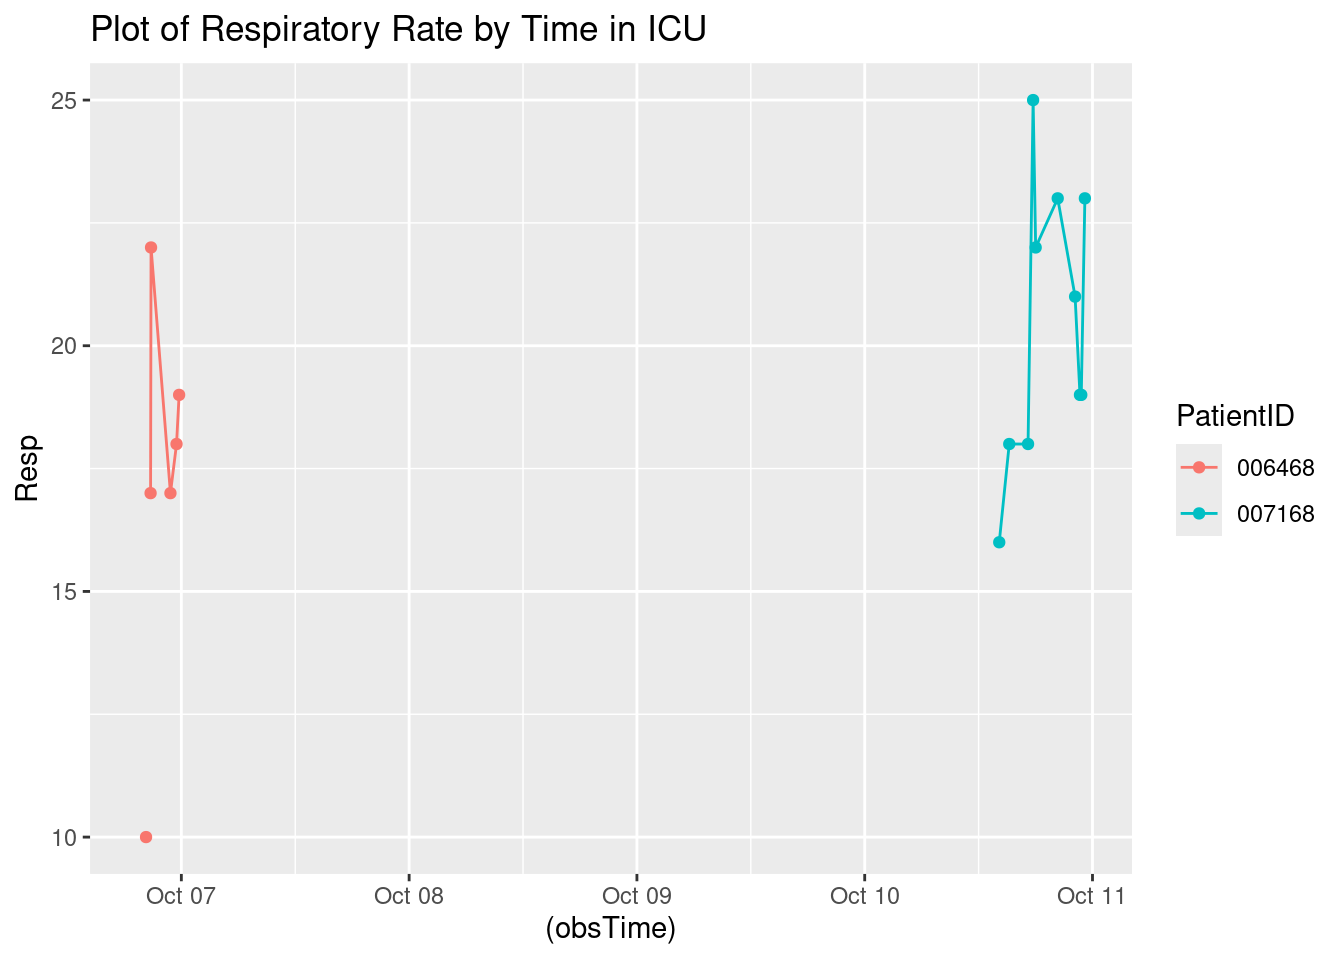 Plot of Respiratory Rate by Time in ICU
25
20
15
10
Resp
Oct 07 Oct 08 Oct 09 Oct 10 Oct 11
(obsTime)
PatientID
006468
007168